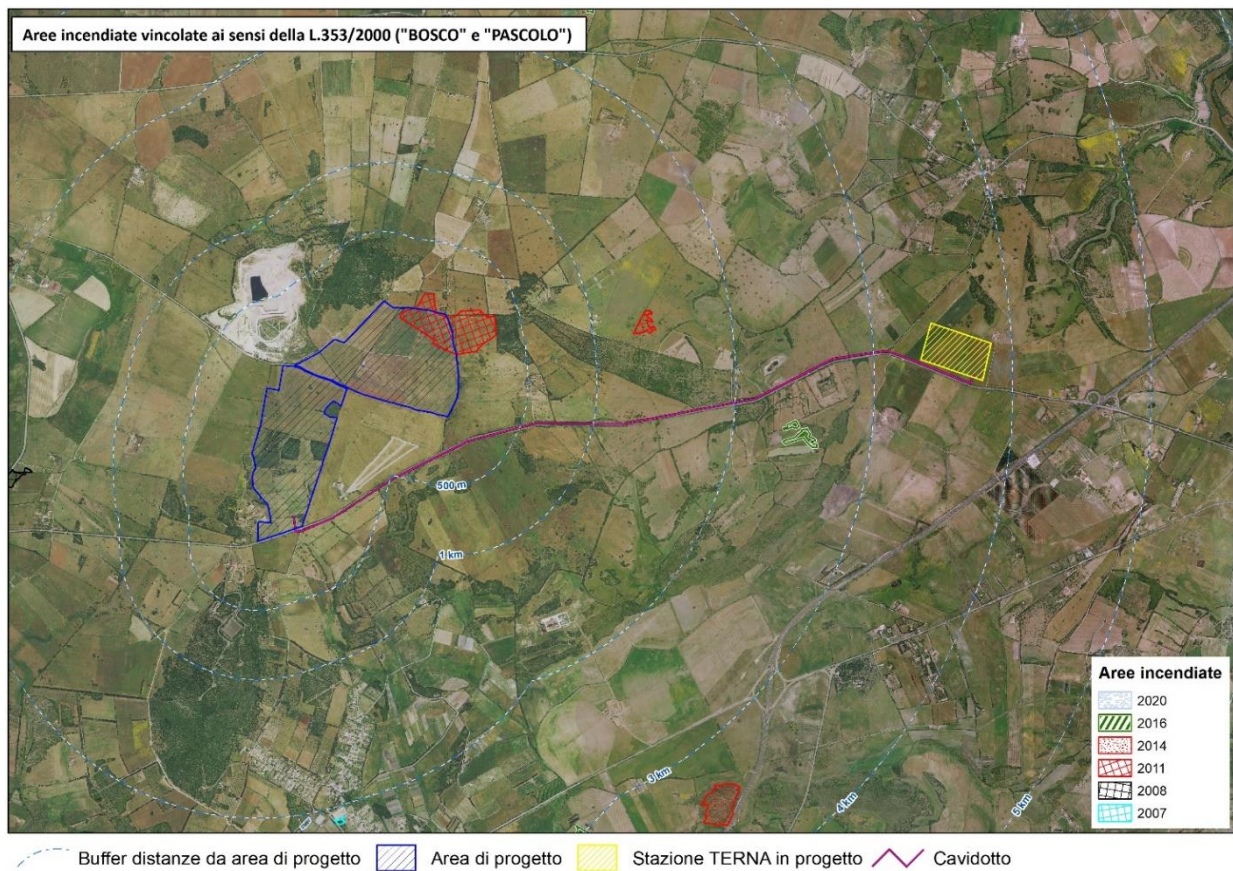 Aree incendiate vincolate ai sensi della L.353/2000 ("BOSCO" e "PASCOLO")
500 m
1 km
3 km
4 km
5 km
Aree incendiate
2020
2016
2014
2011
2008
2007
Buffer distanze da area di progetto
Area di progetto
Stazione TERNA in progetto
Cavidotto